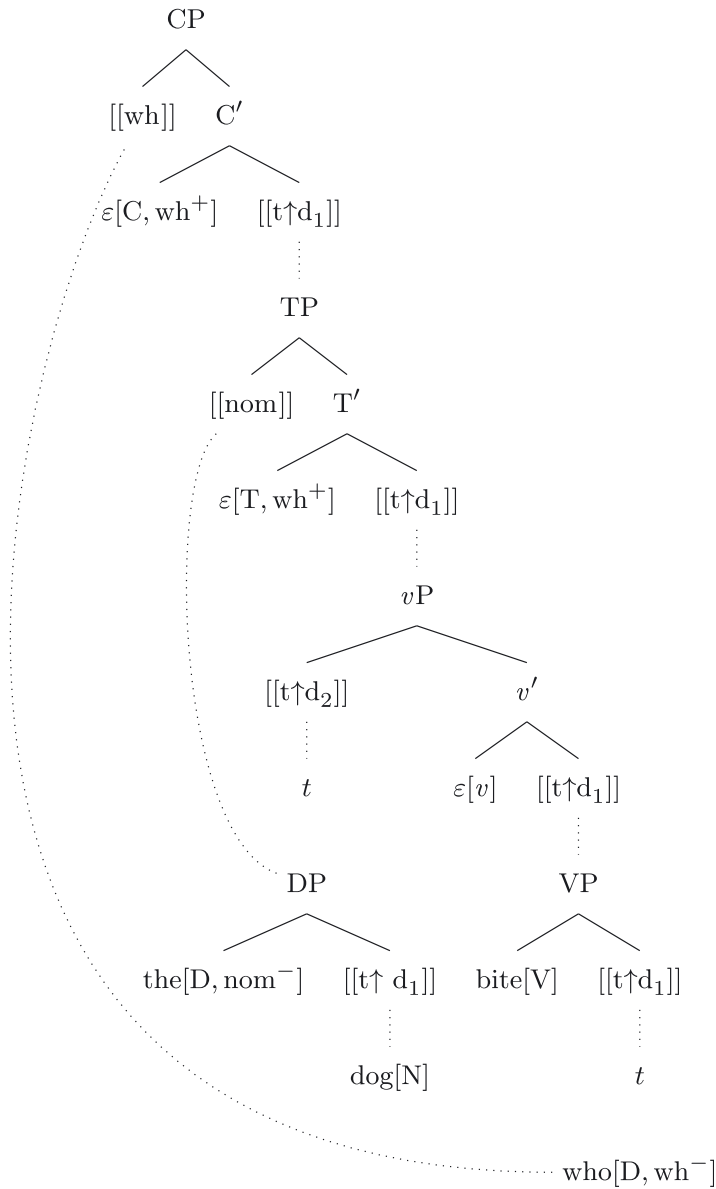 CP
[[wh]] C′
ε[C, wh⁺] [[t↑d₁]]
TP
[[nom]] T′
ε[T, wh⁺] [[t↑d₁]]
vP
[[t↑d₂]] v′
t ε[v] [[t↑d₁]]
DP VP
the[D, nom⁻] [[t↑ d₁]] bite[V] [[t↑d₁]]
dog[N] t
who[D, wh⁻]